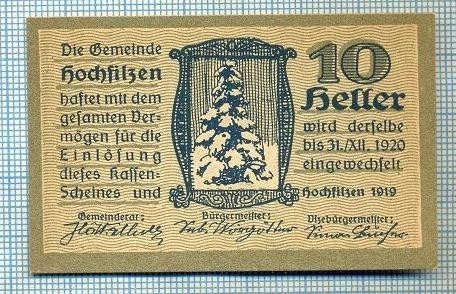 Die Gemeinde
Hochfilzen
haftet mit dem
gesamten Ver-
mögen für die
Einlösung
dieses Kassen-
Scheines und
10
Heller
wird derselbe
bis 31./XII. 1920
eingewechselt.
Hochfilzen 1919
Gemeinderat:
Bürgermeister:
Vizebürgermeister: